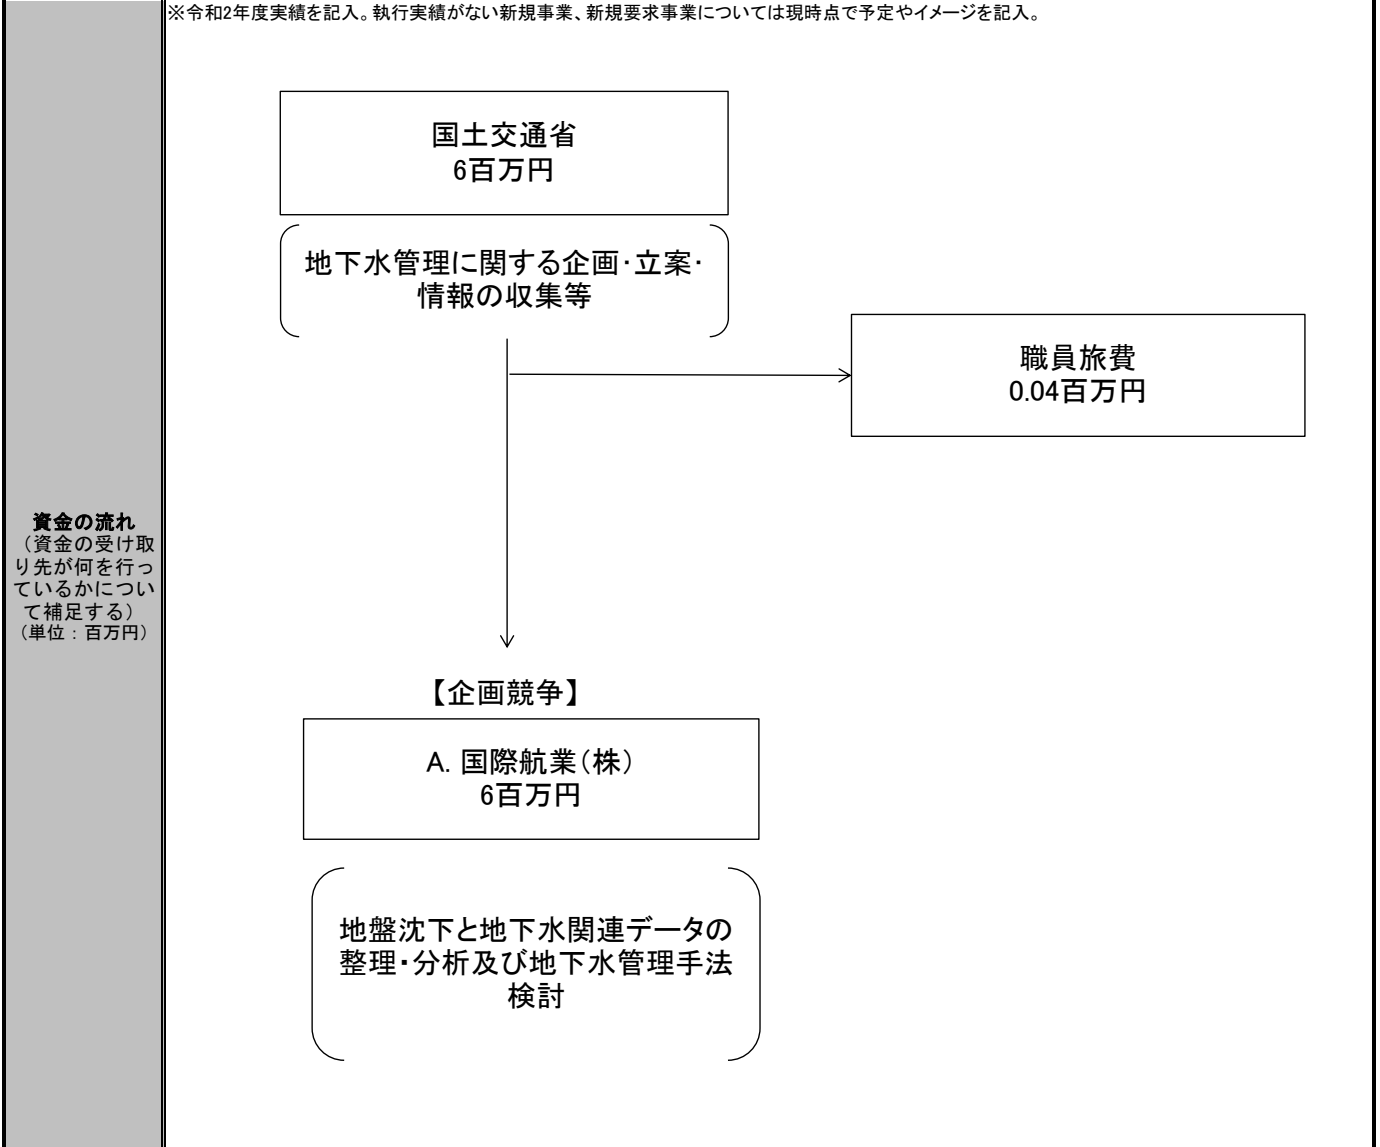 ※令和2年度実績を記入。執行実績がない新規事業、新規要求事業については現時点で予定やイメージを記入。
国土交通省
6百万円
地下水管理に関する企画・立案・
情報の収集等
職員旅費
0.04百万円
資金の流れ
（資金の受け取
り先が何を行っ
ているかについ
て補足する）
（単位：百万円）
【企画競争】
A. 国際航業（株）
6百万円
地盤沈下と地下水関連データの
整理・分析及び地下水管理手法
検討